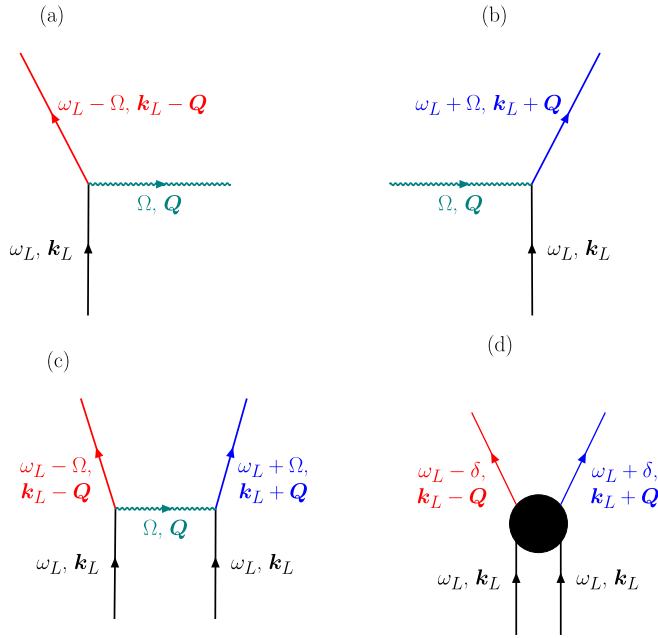 (a)
(b)
ω_L − Ω, k_L − Q
ω_L + Ω, k_L + Q
Ω, Q
Ω, Q
ω_L, k_L
ω_L, k_L
(c)
(d)
ω_L − Ω,
k_L − Q
ω_L + Ω,
k_L + Q
ω_L − δ,
k_L − Q
ω_L + δ,
k_L + Q
Ω, Q
ω_L, k_L
ω_L, k_L
ω_L, k_L
ω_L, k_L